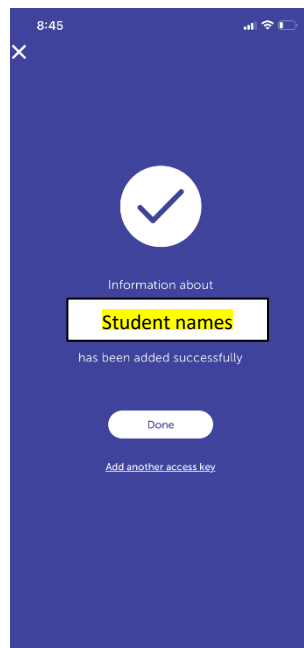 8:45
Information about
Student names
has been added successfully
Done
Add another access key